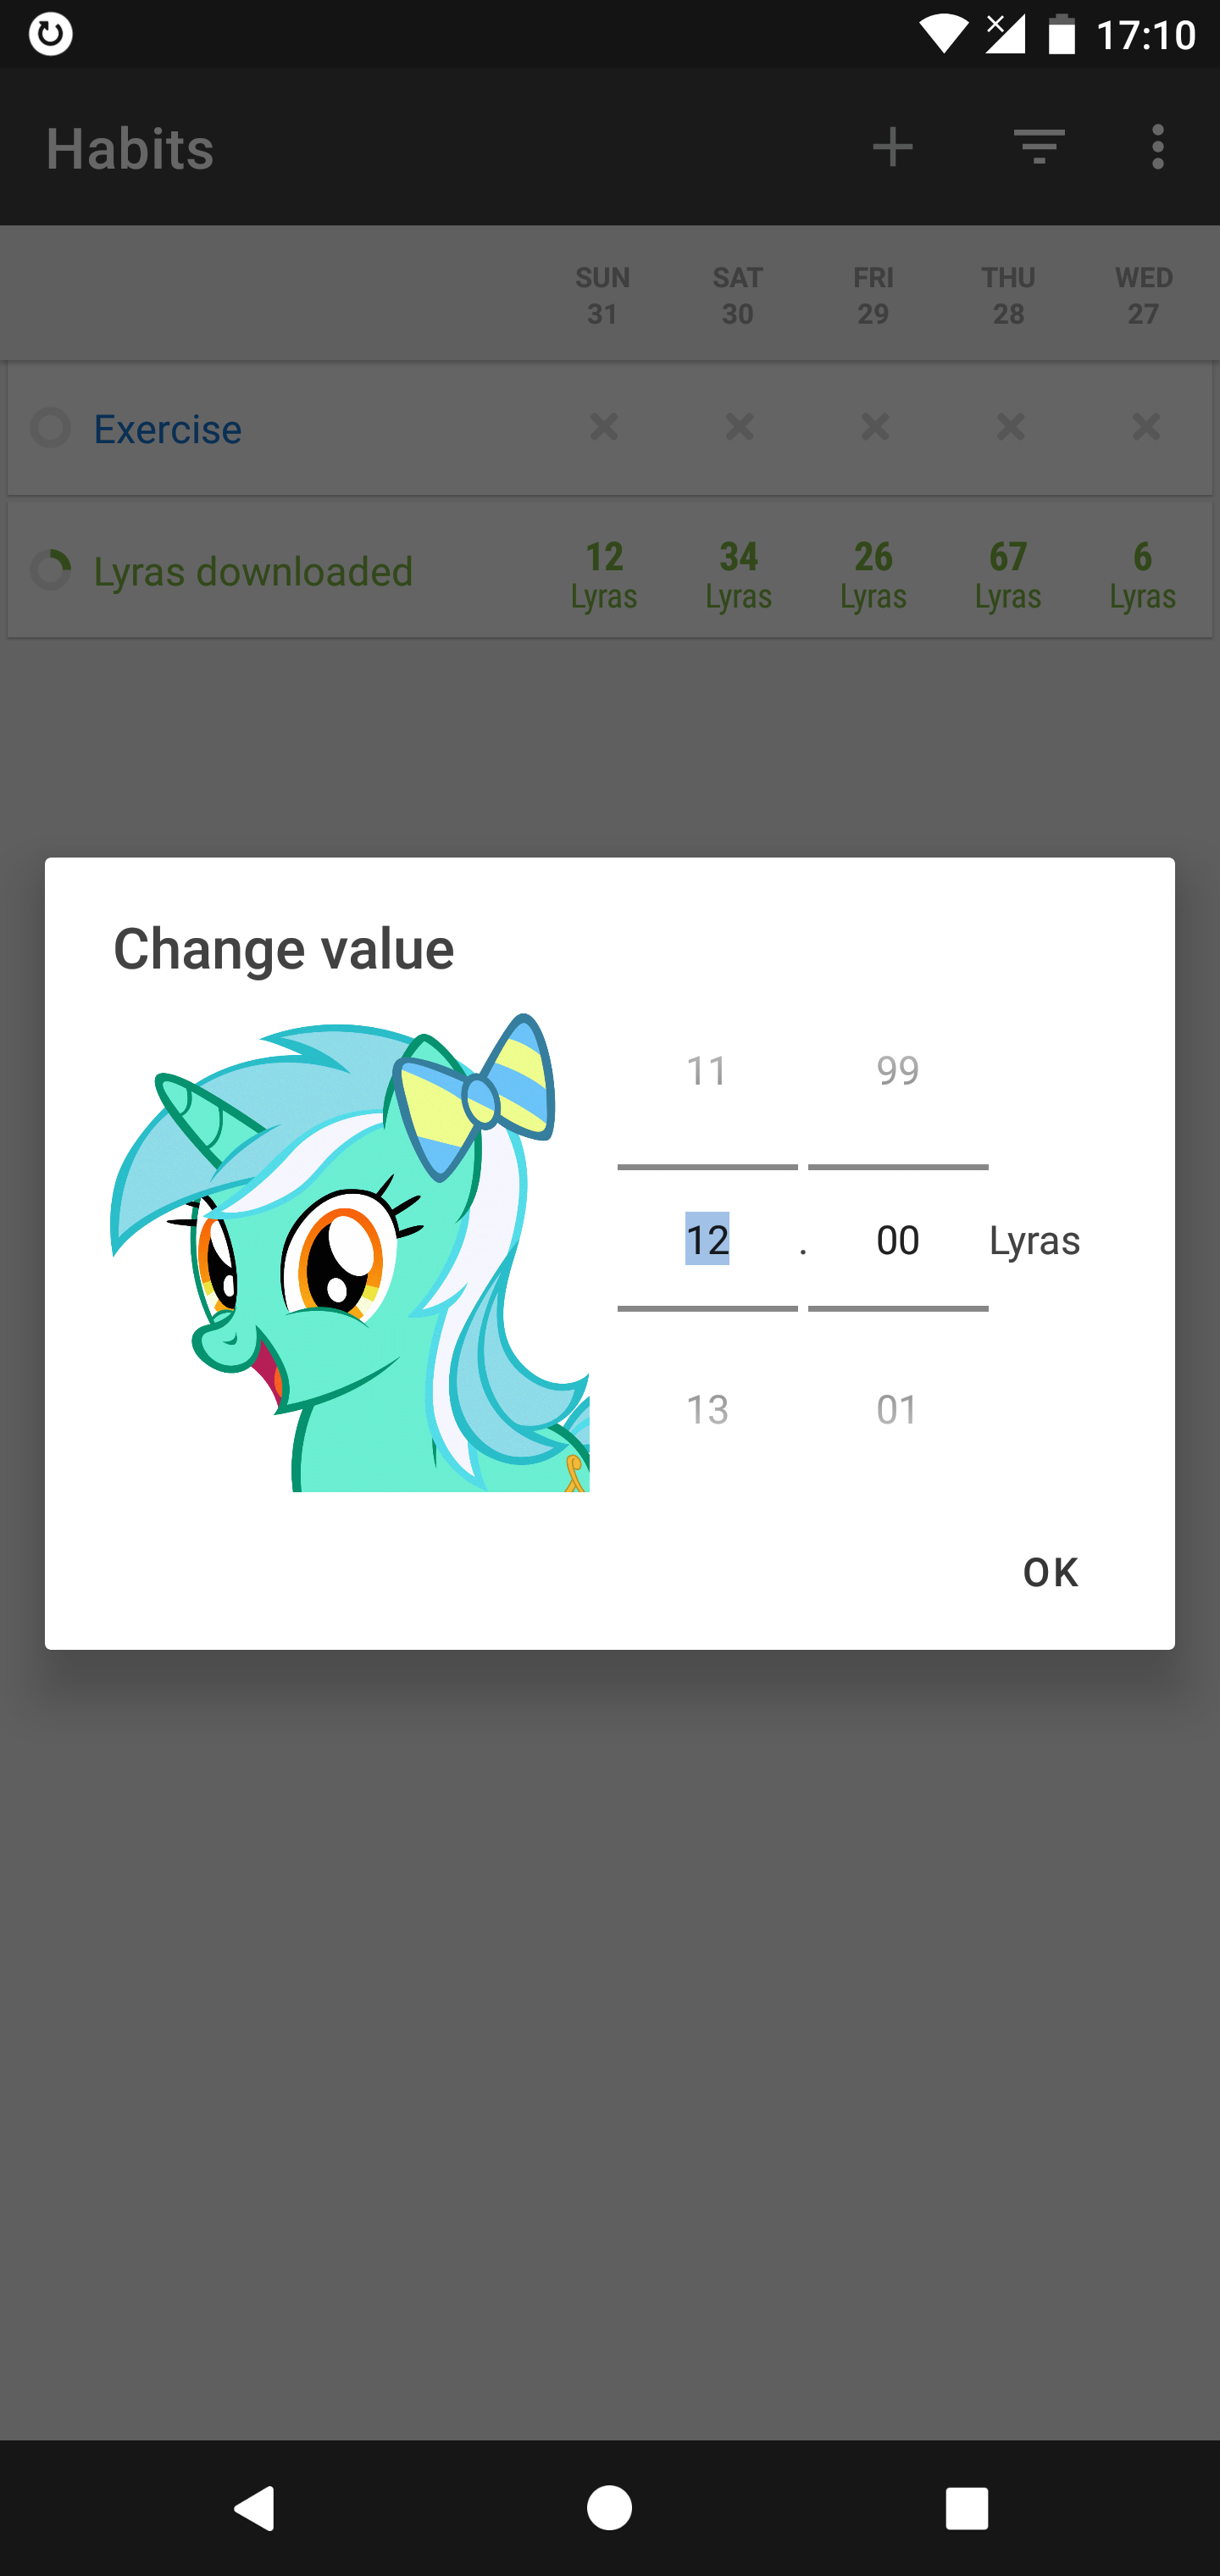 17:10
Habits
SUN SAT FRI THU WED
31 30 29 28 27
Exercise
Lyras downloaded 12 34 26 67 6
Lyras Lyras Lyras Lyras Lyras
Change value
11 99
12 . 00 Lyras
13 01
OK